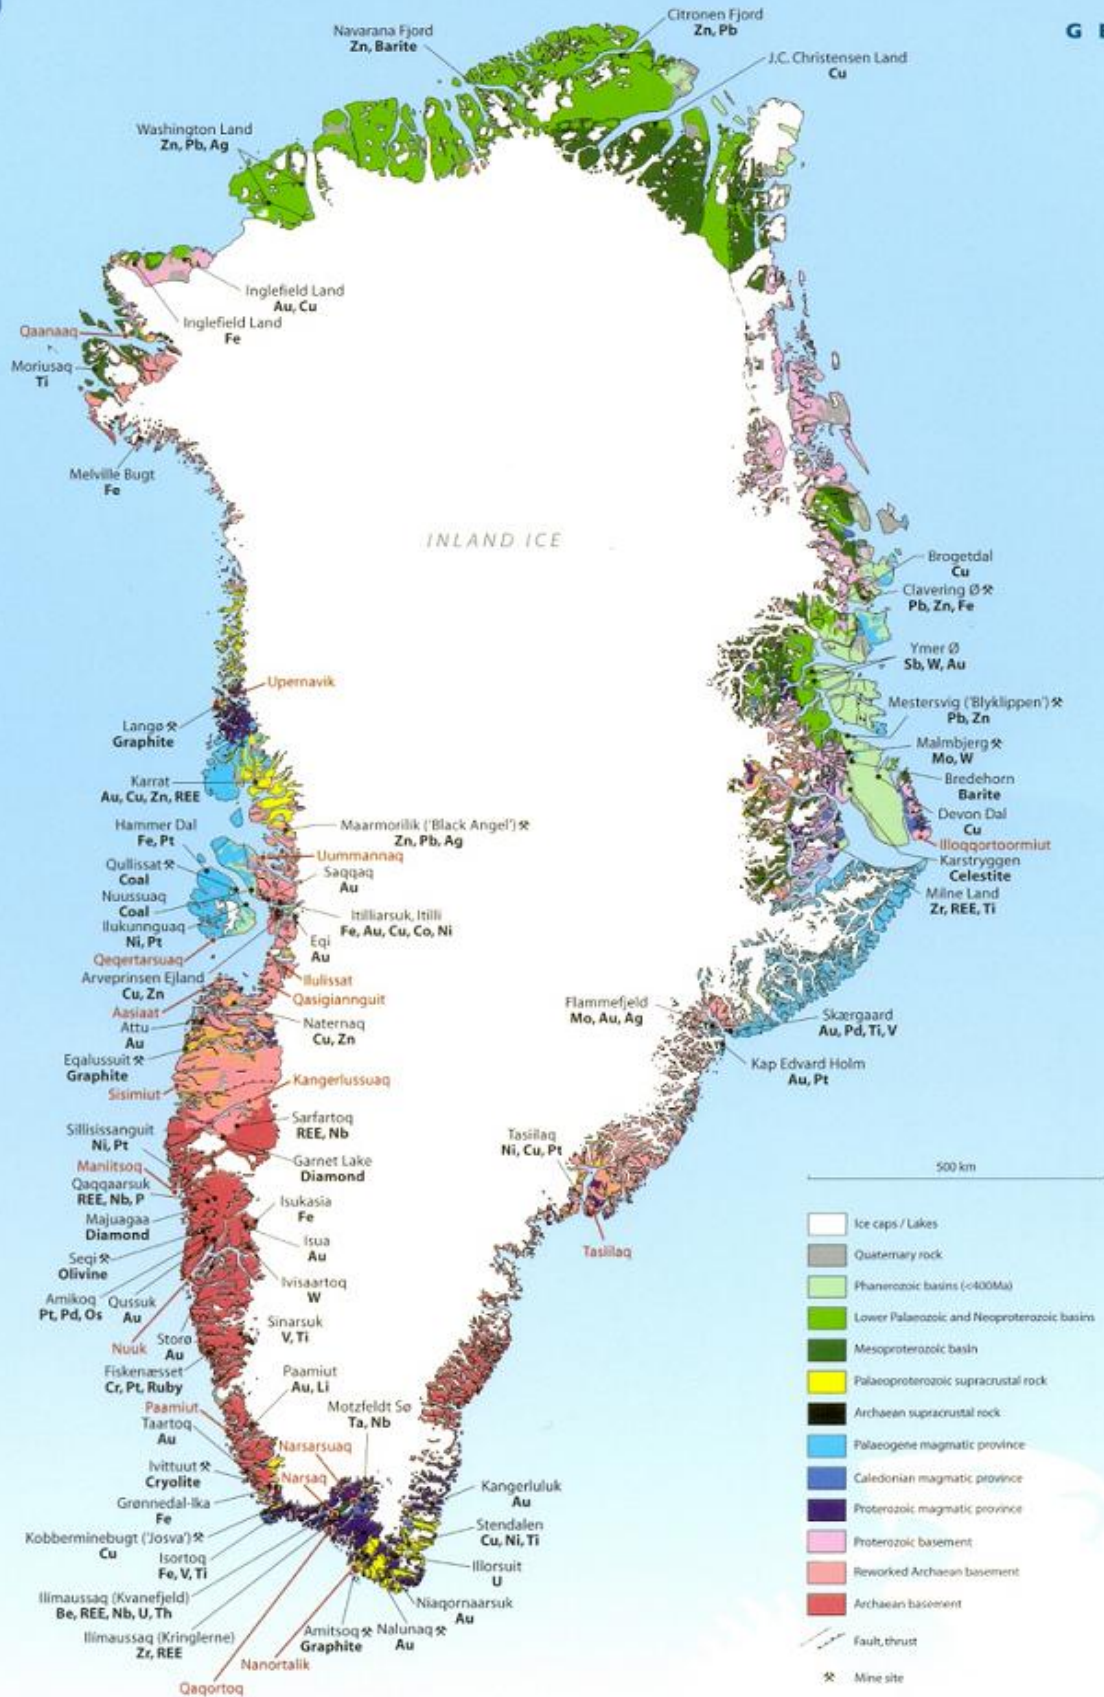 G E
Citronen Fjord
Zn, Pb
Navarana Fjord
Zn, Barite
J.C. Christensen Land
Cu
Washington Land
Zn, Pb, Ag
Inglefield Land
Au, Cu
Inglefield Land
Fe
Qaanaaq
Moriusaq
Ti
Melville Bugt
Fe
INLAND ICE
Brogetdal
Cu
Clavering Ø
Pb, Zn, Fe
Ymer Ø
Sb, W, Au
Upernavik
Mestersvig ('Blyklippen')
Pb, Zn
Langø
Graphite
Malmbjerg
Mo, W
Karrat
Au, Cu, Zn, REE
Bredehorn
Barite
Devon Dal
Cu
Hammer Dal
Fe, Pt
Maarmorilik ('Black Angel')
Zn, Pb, Ag
Illoqqortoormiut
Uummannaq
Karstryggen
Celestite
Qullissat
Coal
Saqqaq
Au
Milne Land
Zr, REE, Ti
Nuussuaq
Coal
Itilliarsuk, Itilli
Fe, Au, Cu, Co, Ni
Ilukunnguaq
Ni, Pt
Eqi
Au
Qeqertarsuaq
Arveprinsen Ejland
Cu, Zn
Ilulissat
Qasigiannguit
Aasiaat
Flammefjeld
Mo, Au, Ag
Skærgaard
Au, Pd, Ti, V
Attu
Au
Naternaq
Cu, Zn
Eqalussuit
Graphite
Kap Edvard Holm
Au, Pt
Kangerlussuaq
Sisimiut
Sarfartoq
REE, Nb
Sillisissanguit
Ni, Pt
Tasiilaq
Ni, Cu, Pt
Garnet Lake
Diamond
Maniitsoq
500 km
Qaqqaarsuk
REE, Nb, P
Isukasia
Fe
Majuagaa
Diamond
Ice caps / Lakes
Isua
Au
Tasiilaq
Quaternary rock
Seqi
Olivine
Ivisaartoq
W
Phanerozoic basins (<400Ma)
Amikoq
Pt, Pd, Os
Qussuk
Au
Lower Palaeozoic and Neoproterozoic basins
Sinarsuk
V, Ti
Storø
Au
Nuuk
Mesoproterozoic basin
Fiskenæsset
Cr, Pt, Ruby
Paamiut
Au, Li
Palaeoproterozoic supracrustal rock
Paamiut
Motzfeldt Sø
Ta, Nb
Archaean supracrustal rock
Taartoq
Au
Narsarsuaq
Palaeogene magmatic province
Ivittuut
Cryolite
Narsaq
Caledonian magmatic province
Kangerluluk
Au
Grønnedal-Ika
Fe
Proterozoic magmatic province
Stendalen
Cu, Ni, Ti
Kobberminebugt ('Josva')
Cu
Proterozoic basement
Isortoq
Fe, V, Ti
Illorsuit
U
Reworked Archaean basement
Ilimaussaq (Kvanefjeld)
Be, REE, Nb, U, Th
Niaqornaarsuk
Au
Archaean basement
Ilimaussaq (Kringlerne)
Zr, REE
Amitsoq
Graphite
Nalunaq
Au
Fault, thrust
Nanortalik
Mine site
Qaqortoq